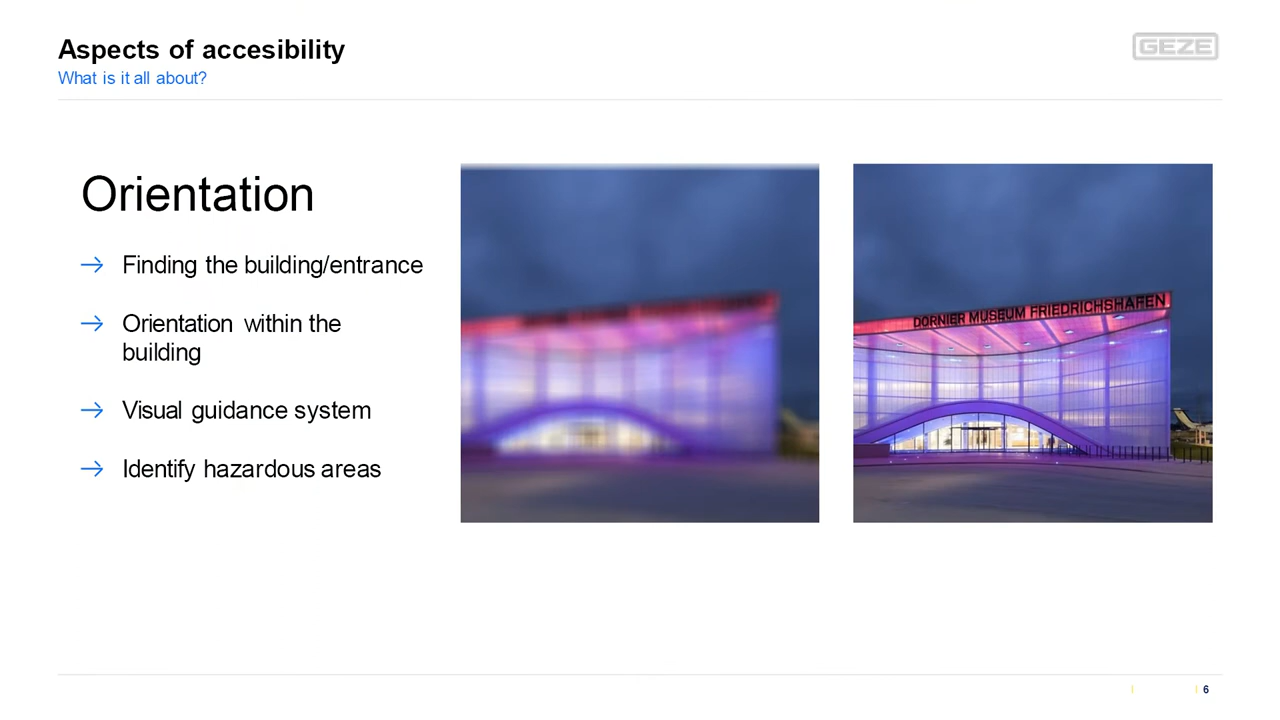 Aspects of accesibility
What is it all about?
GEZE
Orientation
→ Finding the building/entrance
→ Orientation within the
building
→ Visual guidance system
→ Identify hazardous areas
DORNIER MUSEUM FRIEDRICHSHAFEN
6